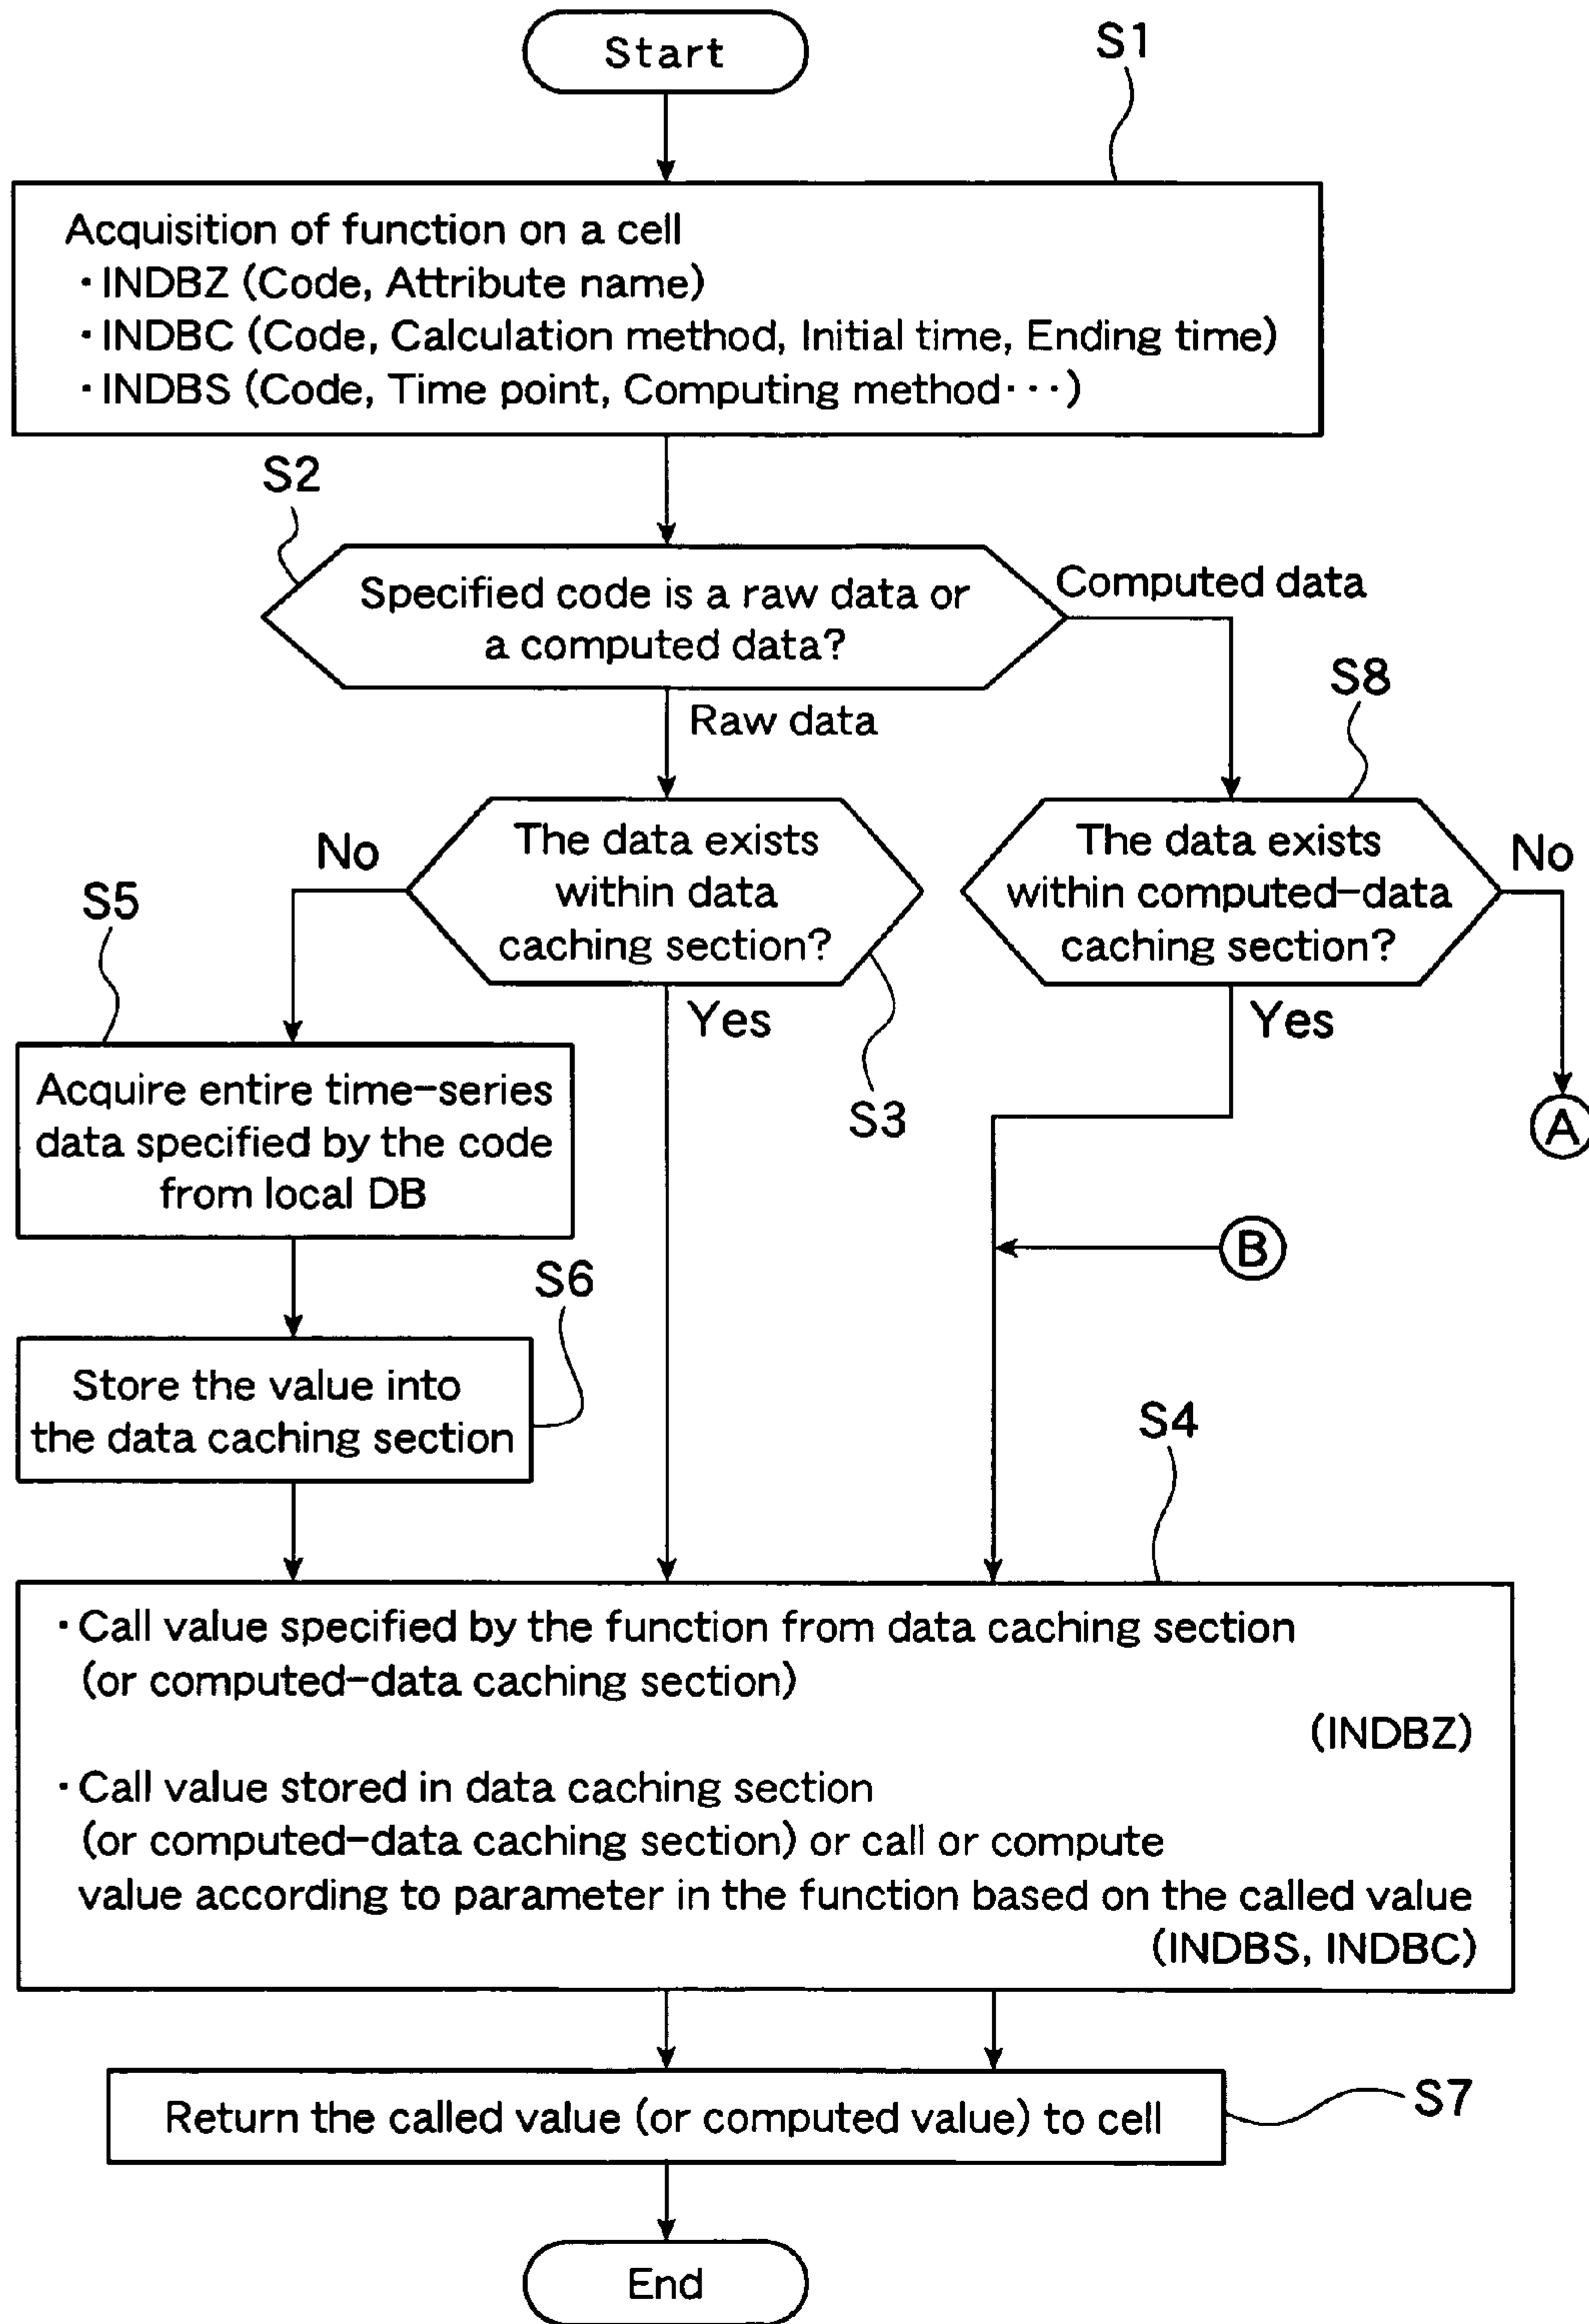 Start
S1
Acquisition of function on a cell
・INDBZ (Code, Attribute name)
・INDBC (Code, Calculation method, Initial time, Ending time)
・INDBS (Code, Time point, Computing method・・・)
S2
Specified code is a raw data or
a computed data?
Computed data
Raw data
S8
No
The data exists
within data
caching section?
The data exists
within computed-data
caching section?
No
S5
Yes
Yes
S3
A
Acquire entire time-series
data specified by the code
from local DB
B
S6
Store the value into
the data caching section
S4
・Call value specified by the function from data caching section
(or computed-data caching section)
(INDBZ)
・Call value stored in data caching section
(or computed-data caching section) or call or compute
value according to parameter in the function based on the called value
(INDBS, INDBC)
Return the called value (or computed value) to cell
S7
End